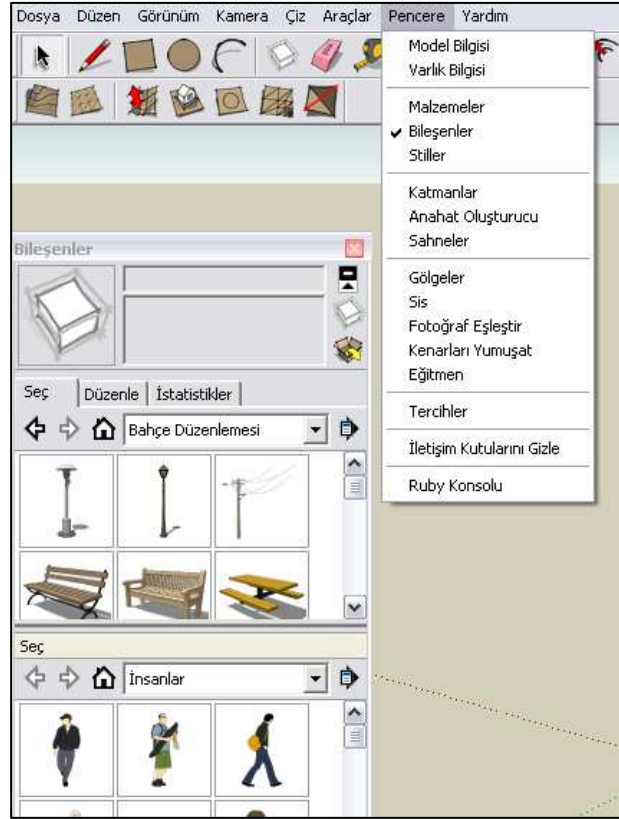 Dosya Düzen Görünüm Kamera Çiz Araçlar Pencere Yardım
Model Bilgisi
Varlık Bilgisi
Malzemeler
Bileşenler
Stiller
Katmanlar
Anahat Oluşturucu
Sahneler
Gölgeler
Sis
Fotoğraf Eşleştir
Kenarları Yumuşat
Eğitmen
Tercihler
İletişim Kutularını Gizle
Ruby Konsolu
Bileşenler
Seç Düzenle İstatistikler
Bahçe Düzenlemesi
Seç
İnsanlar